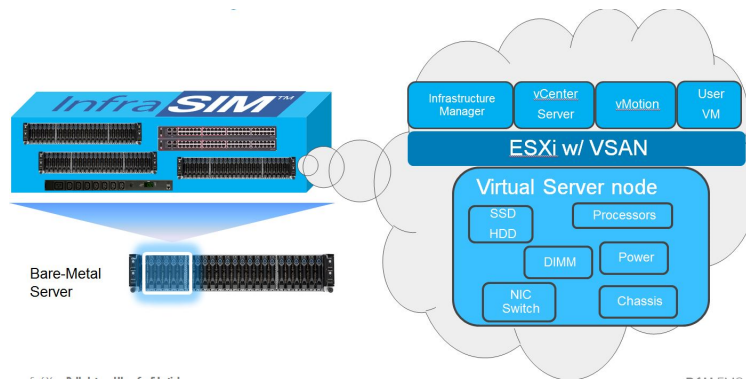 InfraSIM™
Infrastructure
Manager
vCenter
Server
vMotion
User
VM
ESXi w/ VSAN
Virtual Server node
SSD
HDD
Processors
DIMM
Power
NIC
Switch
Chassis
Bare-Metal
Server